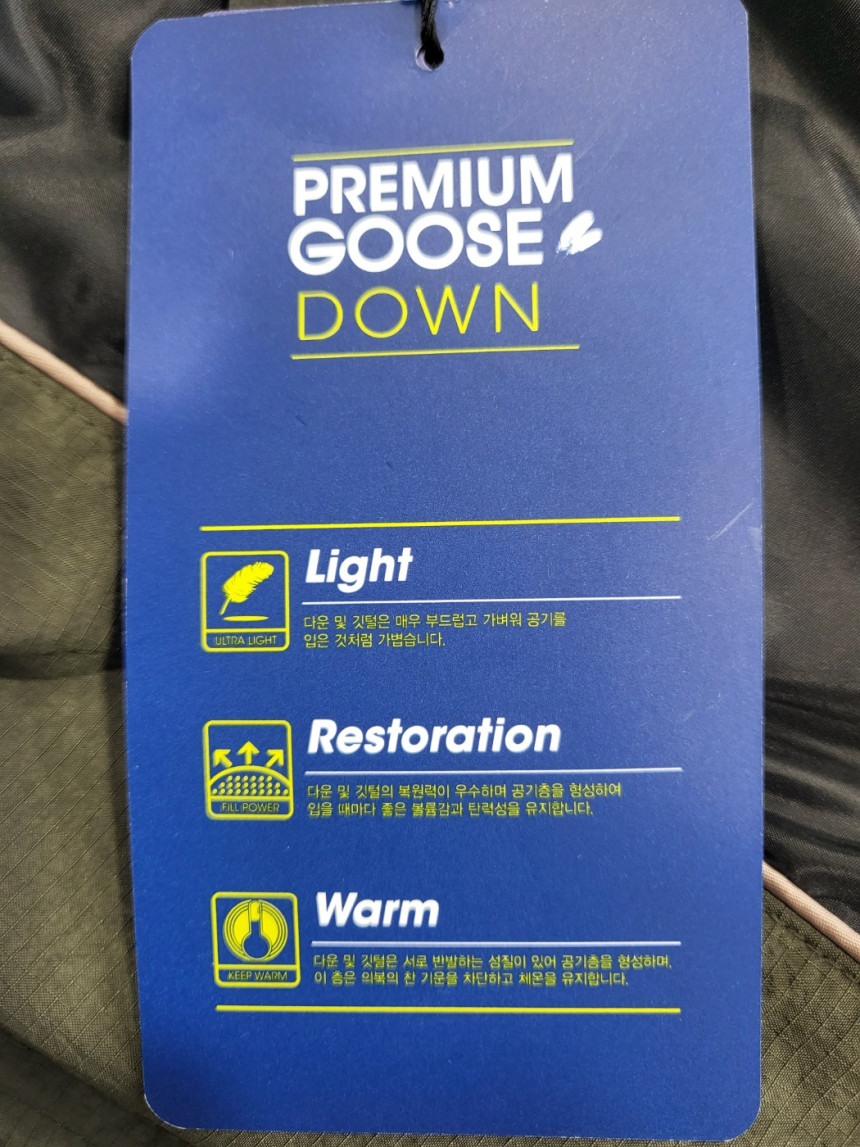 PREMIUM
GOOSE
DOWN
Light
ULTRA LIGHT
다운 및 깃털은 매우 부드럽고 가벼워 공기를
입은 것처럼 가볍습니다.
Restoration
FILL POWER
다운 및 깃털의 복원력이 우수하며 공기층을 형성하여
입을 때마다 좋은 볼륨감과 탄력성을 유지합니다.
Warm
KEEP WARM
다운 및 깃털은 서로 반발하는 성질이 있어 공기층을 형성하며,
이 층은 의복의 찬 기운을 차단하고 체온을 유지합니다.